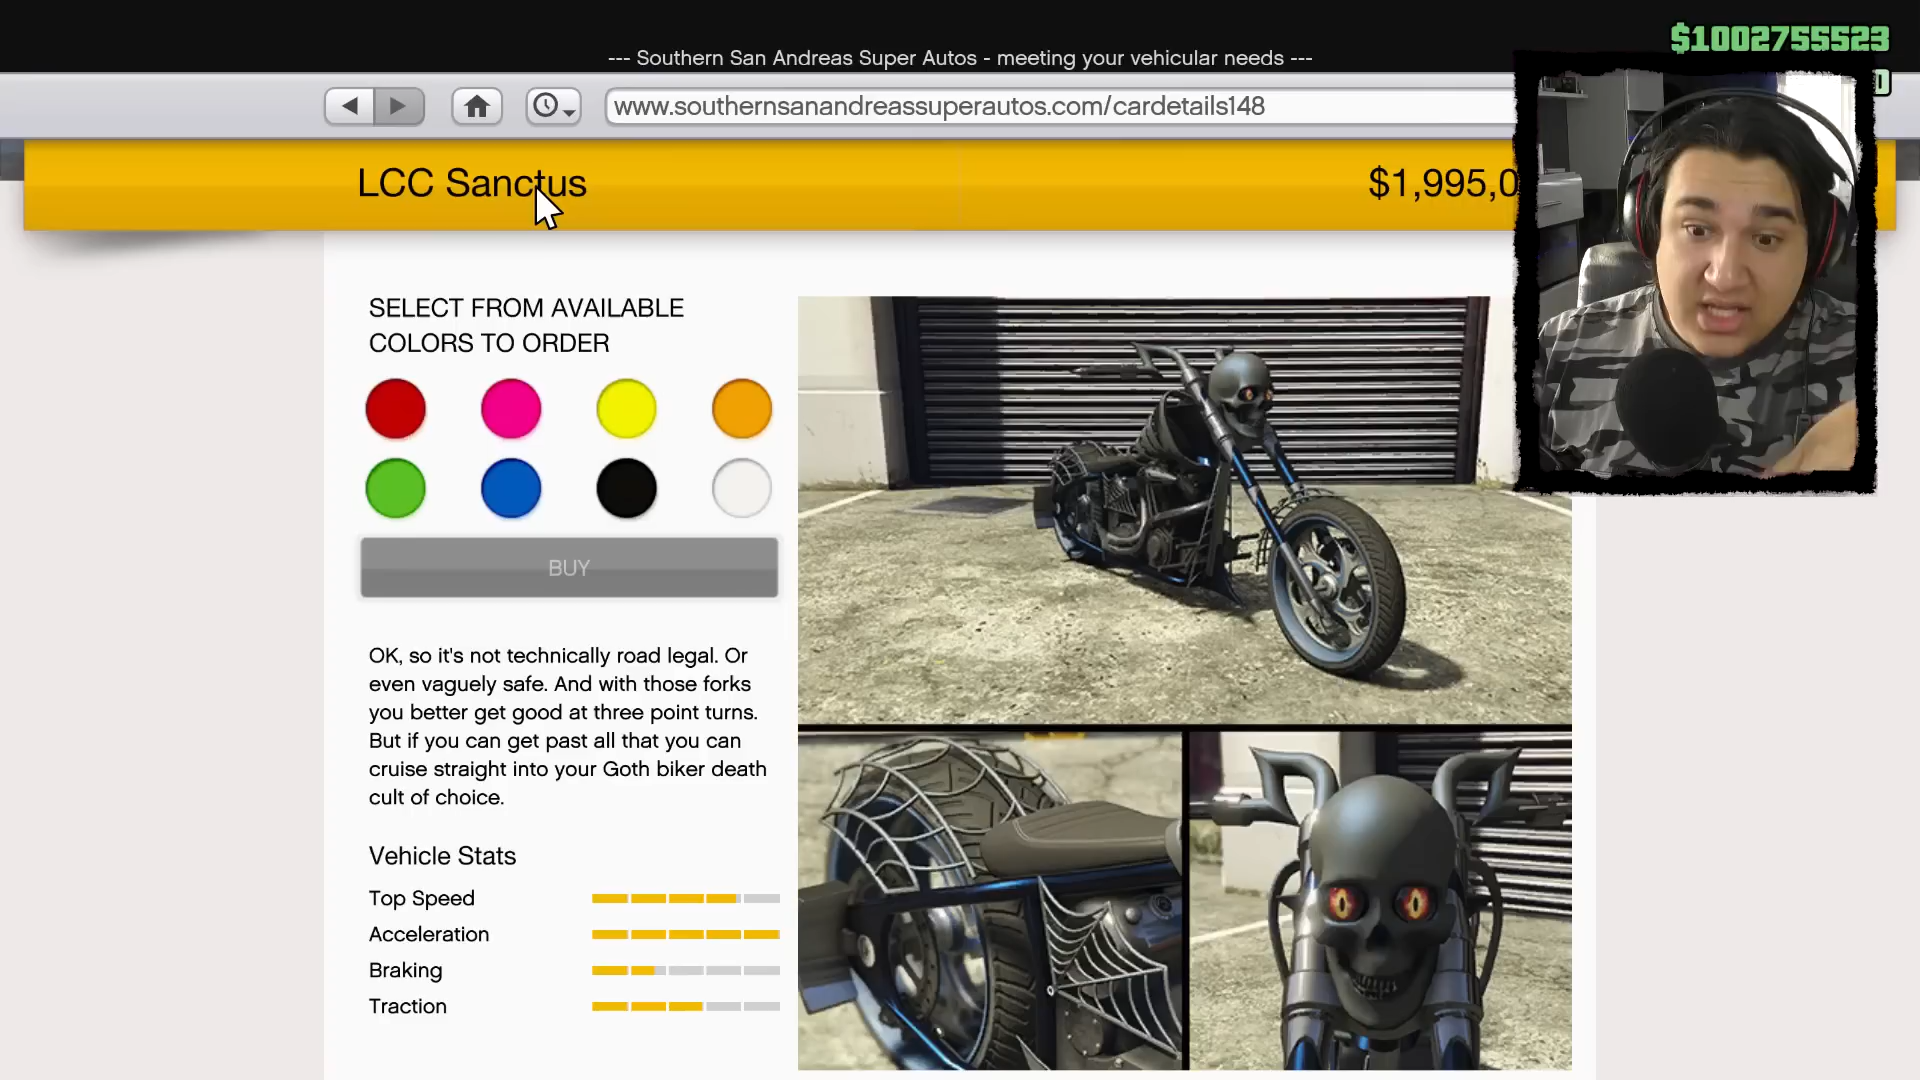 $1002755523
--- Southern San Andreas Super Autos - meeting your vehicular needs ---
www.southernsanandreassuperautos.com/cardetails148
LCC Sanctus
$1,995,0
SELECT FROM AVAILABLE
COLORS TO ORDER
BUY
OK, so it's not technically road legal. Or
even vaguely safe. And with those forks
you better get good at three point turns.
But if you can get past all that you can
cruise straight into your Goth biker death
cult of choice.
Vehicle Stats
Top Speed
Acceleration
Braking
Traction